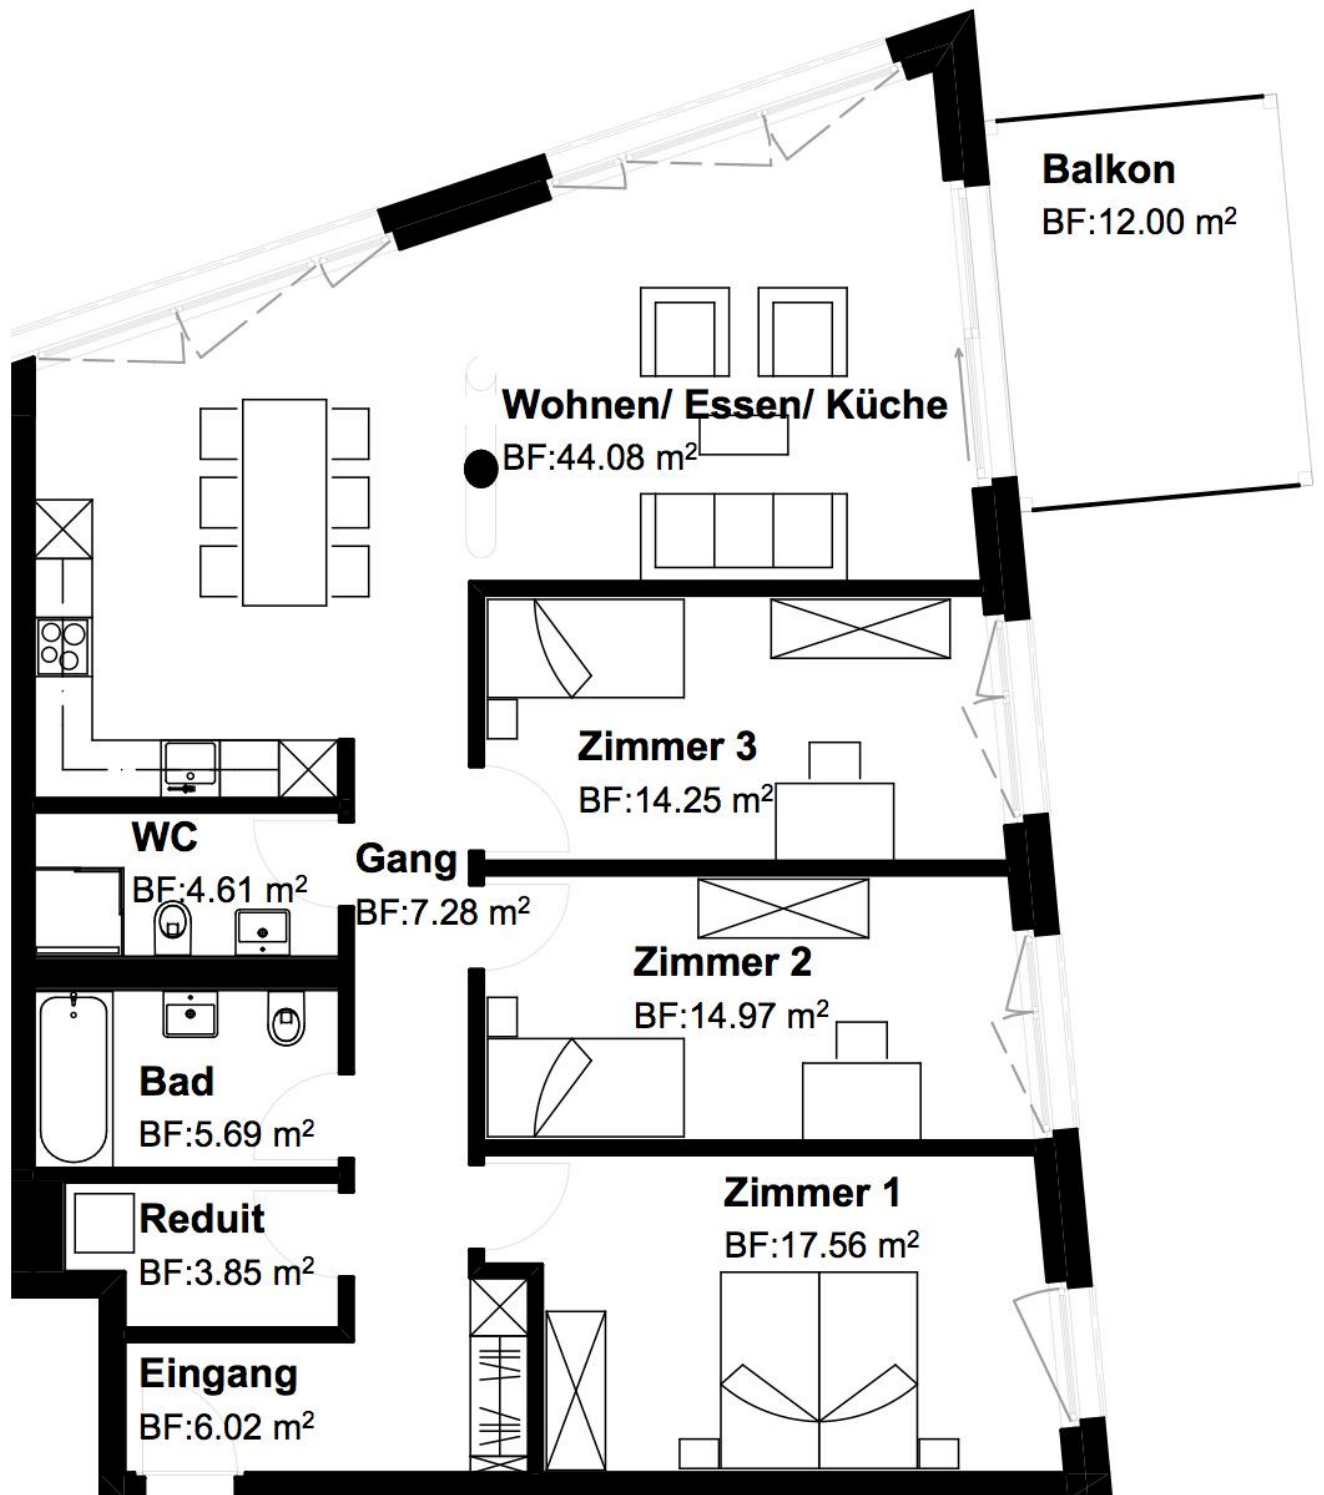 Balkon
BF:12.00 m²
Wohnen/ Essen/ Küche
BF:44.08 m²
Zimmer 3
BF:14.25 m²
WC
BF:4.61 m²
Gang
BF:7.28 m²
Zimmer 2
BF:14.97 m²
Bad
BF:5.69 m²
Zimmer 1
BF:17.56 m²
Reduit
BF:3.85 m²
Eingang
BF:6.02 m²